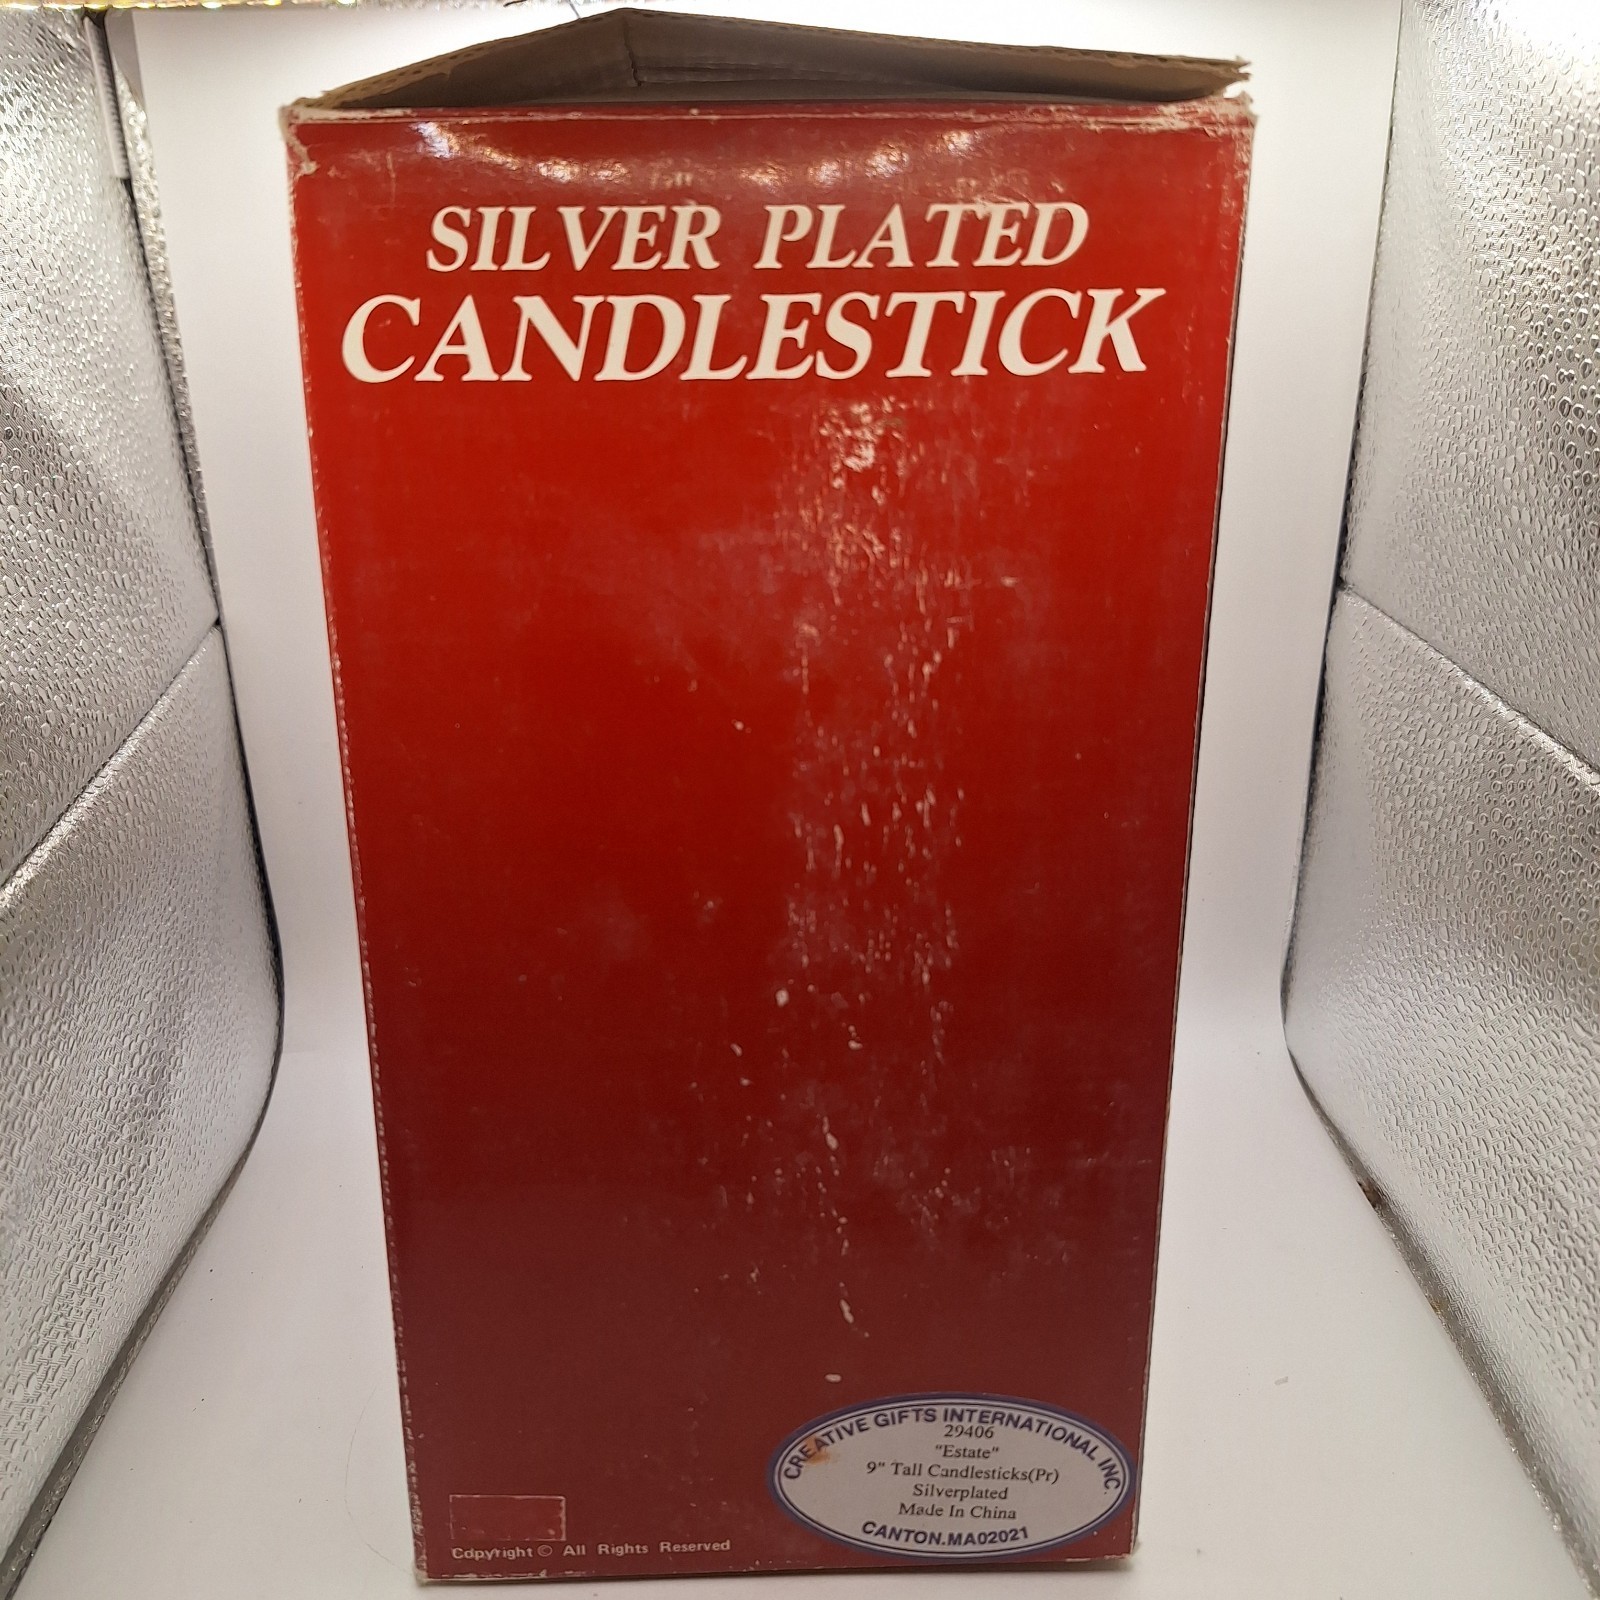 SILVER PLATED
CANDLESTICK
CREATIVE GIFTS INTERNATIONAL INC.
29406
"Estate"
9" Tall Candlesticks(Pr)
Silverplated
Made In China
CANTON.MA02021
Copyright © All Rights Reserved